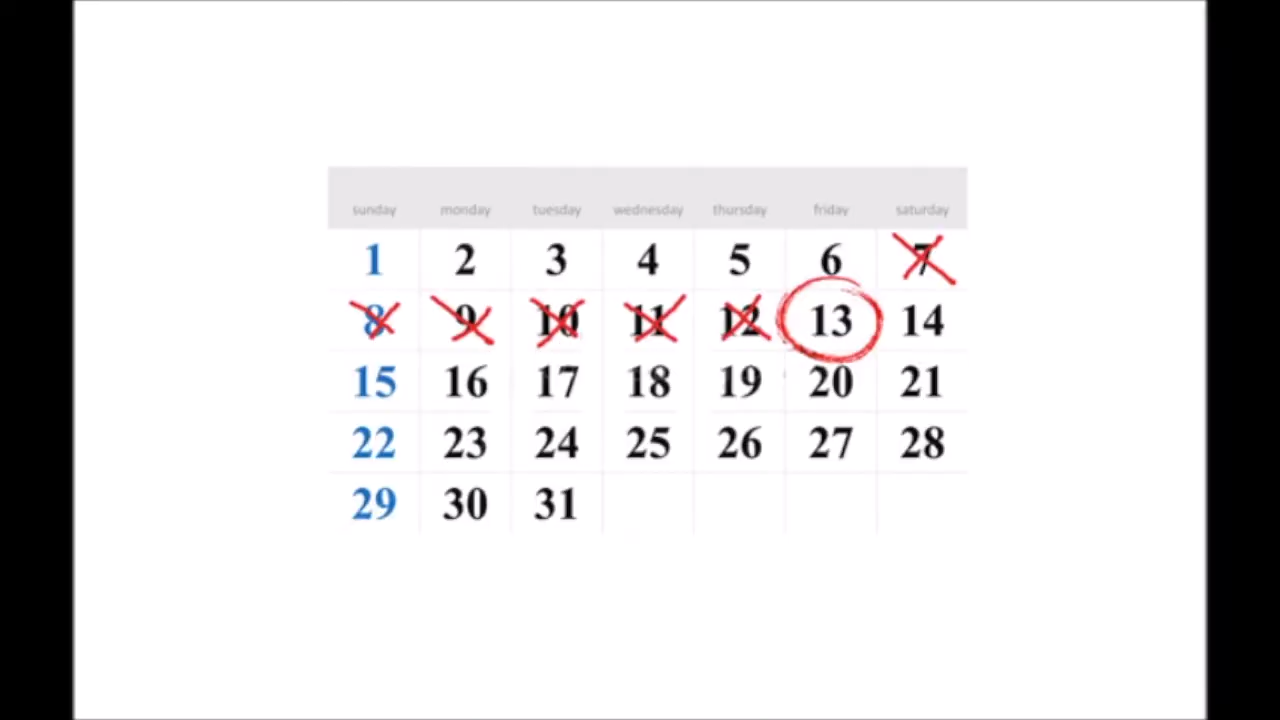 sunday monday tuesday wednesday thursday friday saturday
1 2 3 4 5 6 7
8 9 10 11 12 13 14
15 16 17 18 19 20 21
22 23 24 25 26 27 28
29 30 31